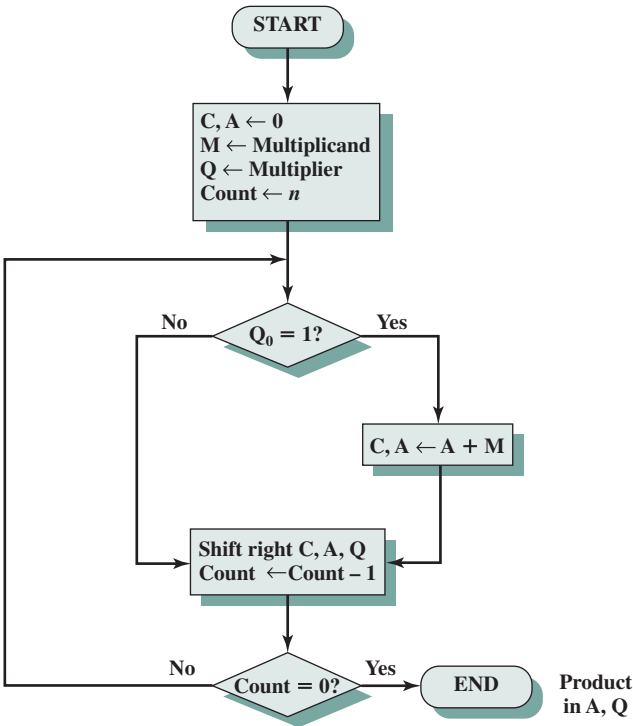 START
C, A ← 0
M ← Multiplicand
Q ← Multiplier
Count ← n
Q₀ = 1?
No
Yes
C, A ← A + M
Shift right C, A, Q
Count ← Count – 1
Count = 0?
No
Yes
END
Product
in A, Q